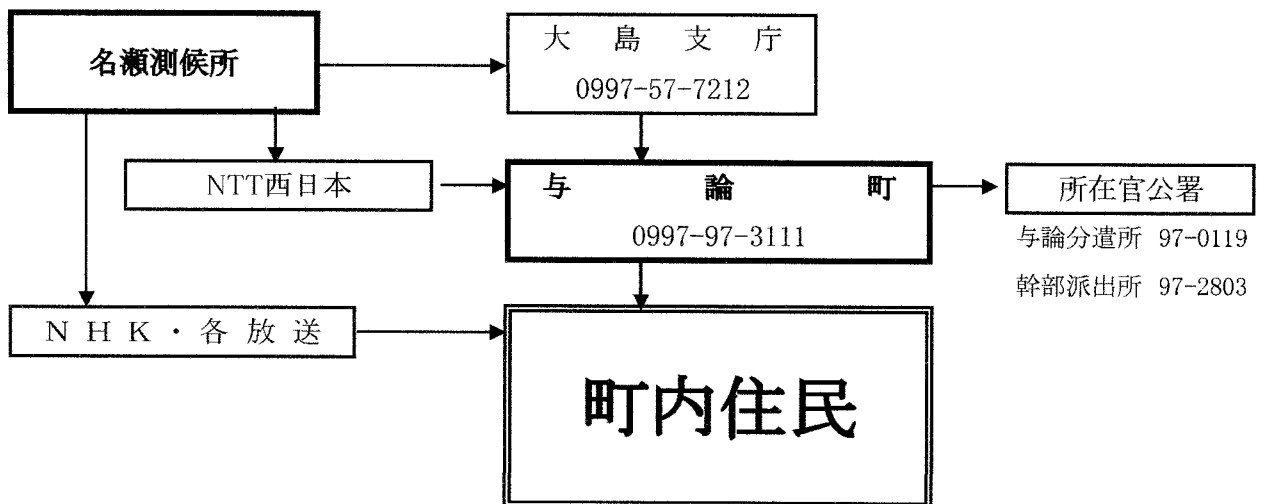 名瀬測候所
大島支庁
0997-57-7212
NTT西日本
与論町
0997-97-3111
所在官公署
与論分遣所 97-0119
幹部派出所 97-2803
NHK・各放送
町内住民